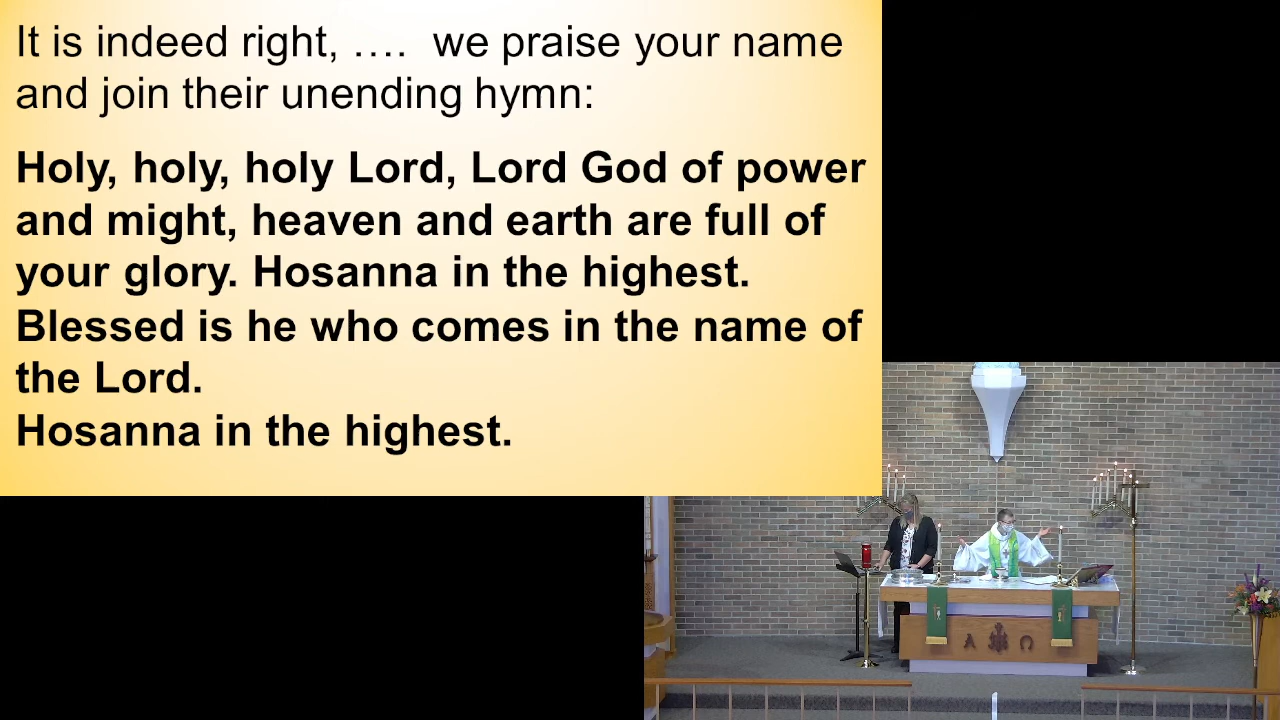 It is indeed right, …. we praise your name
and join their unending hymn:
Holy, holy, holy Lord, Lord God of power
and might, heaven and earth are full of
your glory. Hosanna in the highest.
Blessed is he who comes in the name of
the Lord.
Hosanna in the highest.
Α Ω